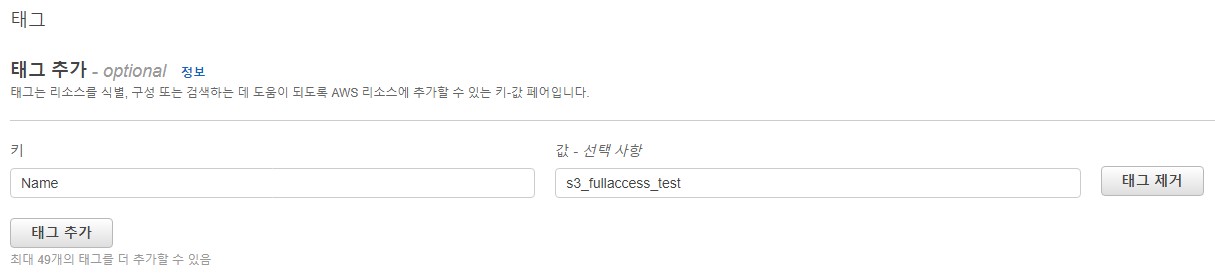 태그
태그 추가 - optional 정보
태그는 리소스를 식별, 구성 또는 검색하는 데 도움이 되도록 AWS 리소스에 추가할 수 있는 키-값 페어입니다.
키 값 - 선택 사항
Name s3_fullaccess_test 태그 제거
태그 추가
최대 49개의 태그를 더 추가할 수 있음